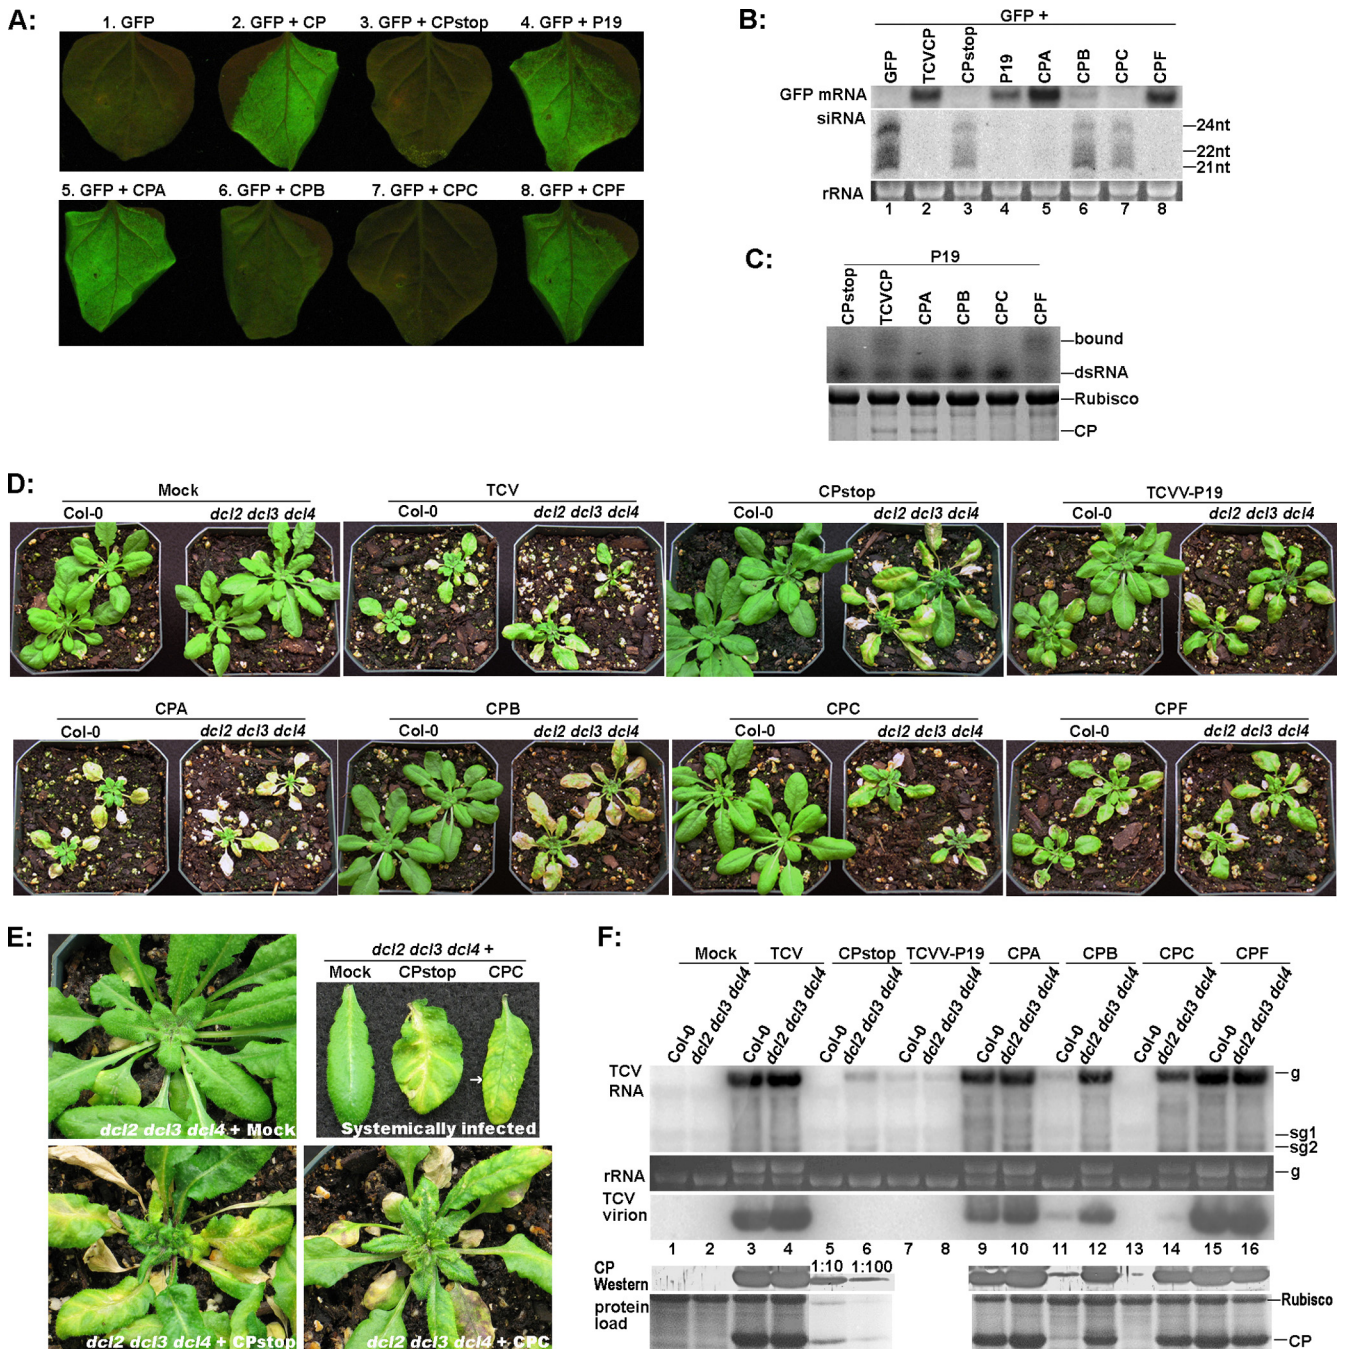 A:
1. GFP
2. GFP + CP
3. GFP + CPstop
4. GFP + P19
5. GFP + CPA
6. GFP + CPB
7. GFP + CPC
8. GFP + CPF
B:
GFP +
GFP
TCVCP
CPstop
P19
CPA
CPB
CPC
CPF
GFP mRNA
siRNA
24nt
22nt
21nt
rRNA
1 2 3 4 5 6 7 8
C:
P19
CPstop
TCVCP
CPA
CPB
CPC
CPF
bound
dsRNA
Rubisco
CP
D:
Mock
Col-0 dcl2 dcl3 dcl4
TCV
Col-0 dcl2 dcl3 dcl4
CPstop
Col-0 dcl2 dcl3 dcl4
TCVV-P19
Col-0 dcl2 dcl3 dcl4
CPA
Col-0 dcl2 dcl3 dcl4
CPB
Col-0 dcl2 dcl3 dcl4
CPC
Col-0 dcl2 dcl3 dcl4
CPF
Col-0 dcl2 dcl3 dcl4
E:
dcl2 dcl3 dcl4 + Mock
dcl2 dcl3 dcl4 +
Mock CPstop CPC
Systemically infected
dcl2 dcl3 dcl4 + CPstop
dcl2 dcl3 dcl4 + CPC
F:
Mock TCV CPstop TCVV-P19 CPA CPB CPC CPF
Col-0
dcl2 dcl3 dcl4
Col-0
dcl2 dcl3 dcl4
Col-0
dcl2 dcl3 dcl4
Col-0
dcl2 dcl3 dcl4
Col-0
dcl2 dcl3 dcl4
Col-0
dcl2 dcl3 dcl4
Col-0
dcl2 dcl3 dcl4
Col-0
dcl2 dcl3 dcl4
TCV
RNA
g
sg1
sg2
rRNA
g
TCV
virion
1 2 3 4 5 6 7 8 9 10 11 12 13 14 15 16
CP
Western
1:10 1:100
protein
load
Rubisco
CP